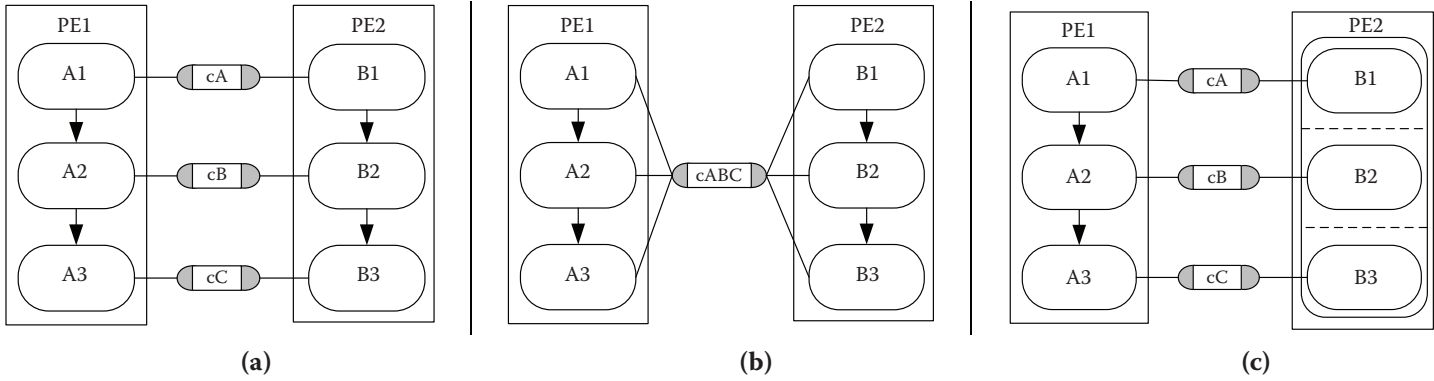 PE1 PE2
A1 cA B1
A2 cB B2
A3 cC B3
(a)
PE1 PE2
A1 B1
A2 cABC B2
A3 B3
(b)
PE1 PE2
A1 cA B1
A2 cB B2
A3 cC B3
(c)